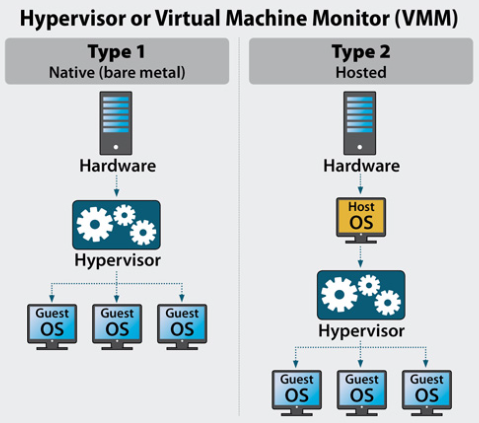 Hypervisor or Virtual Machine Monitor (VMM)
Type 1
Native (bare metal)
Hardware
Hypervisor
Guest
OS
Guest
OS
Guest
OS
Type 2
Hosted
Hardware
Host
OS
Hypervisor
Guest
OS
Guest
OS
Guest
OS